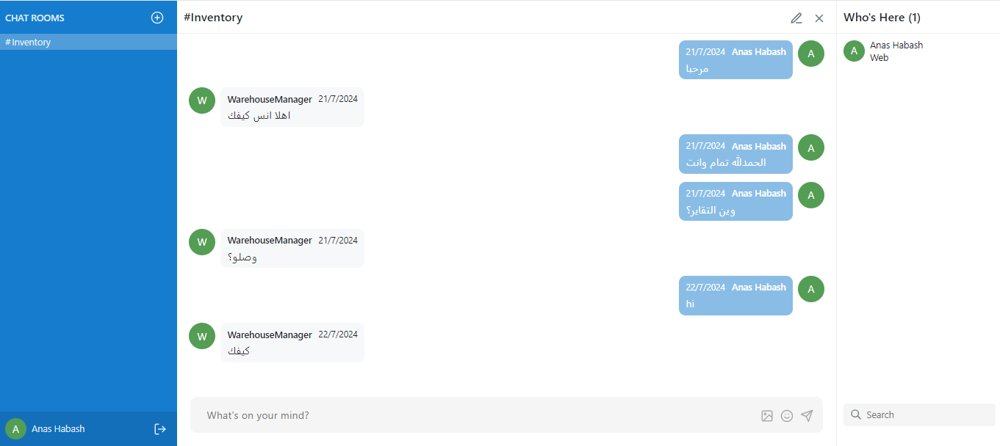 CHAT ROOMS
#Inventory
Anas Habash
#Inventory
21/7/2024 Anas Habash
A
مرحبا
W
WarehouseManager 21/7/2024
اهلا انس كيفك
21/7/2024 Anas Habash
A
الحمدلله تمام وانت
21/7/2024 Anas Habash
A
وين التقاير؟
W
WarehouseManager 21/7/2024
وصلو؟
22/7/2024 Anas Habash
A
hi
W
WarehouseManager 22/7/2024
كيفك
What's on your mind?
Who's Here (1)
A
Anas Habash
Web
Search
A